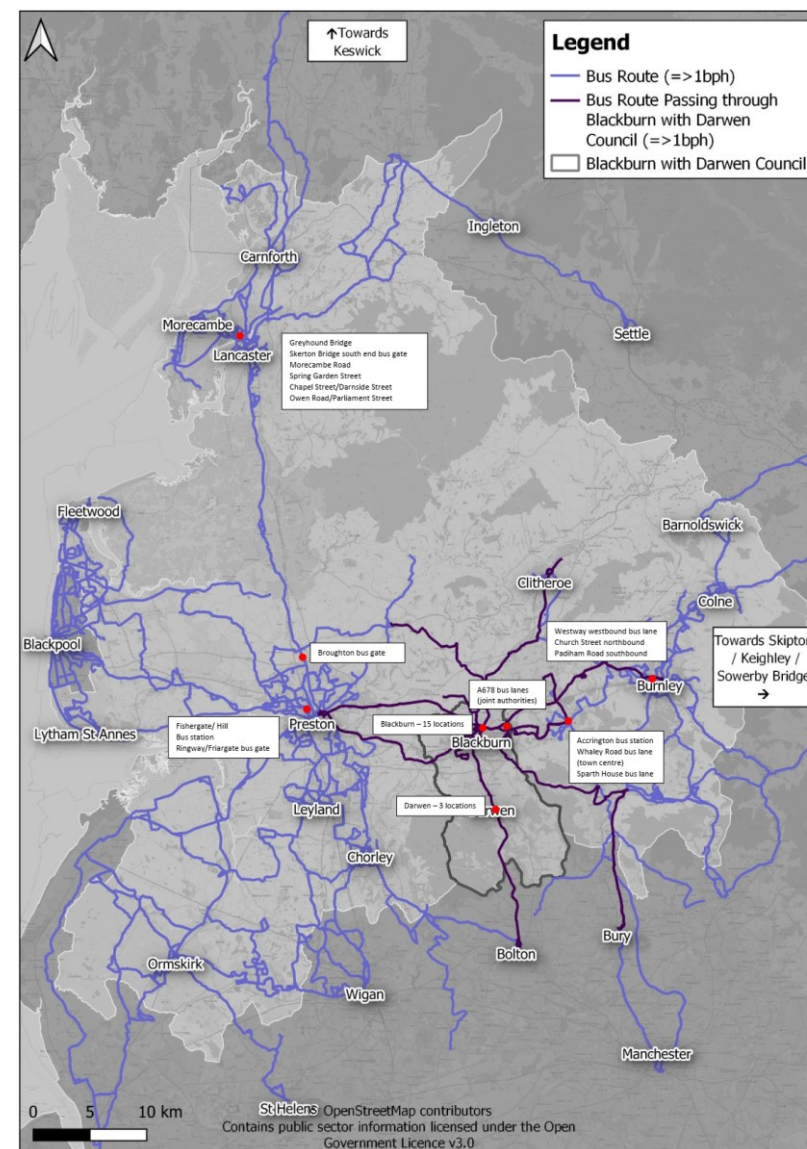 ↑Towards
Keswick
Legend
Bus Route (=>1bph)
Bus Route Passing through
Blackburn with Darwen
Council (=>1bph)
Blackburn with Darwen Council
Ingleton
Carnforth
Settle
Morecambe
Lancaster
Greyhound Bridge
Skerton Bridge south end bus gate
Morecambe Road
Spring Garden Street
Chapel Street/Darnside Street
Owen Road/Parliament Street
Fleetwood
Barnoldswick
Clitheroe
Colne
Blackpool
Broughton bus gate
Westway westbound bus lane
Church Street northbound
Padiham Road southbound
Towards Skipton
/ Keighley /
Sowerby Bridge
→
Burnley
A678 bus lanes
(joint authorities)
Lytham St Annes
Fishergate/ Hill
Bus station
Ringway/Friargate bus gate
Preston
Blackburn – 15 locations
Blackburn
Accrington bus station
Whaley Road bus lane
(town centre)
Sparth House bus lane
Leyland
Darwen – 3 locations
rwen
Chorley
Bury
Bolton
Ormskirk
Wigan
Manchester
0 5 10 km
St Helens
OpenStreetMap contributors
Contains public sector information licensed under the Open
Government Licence v3.0